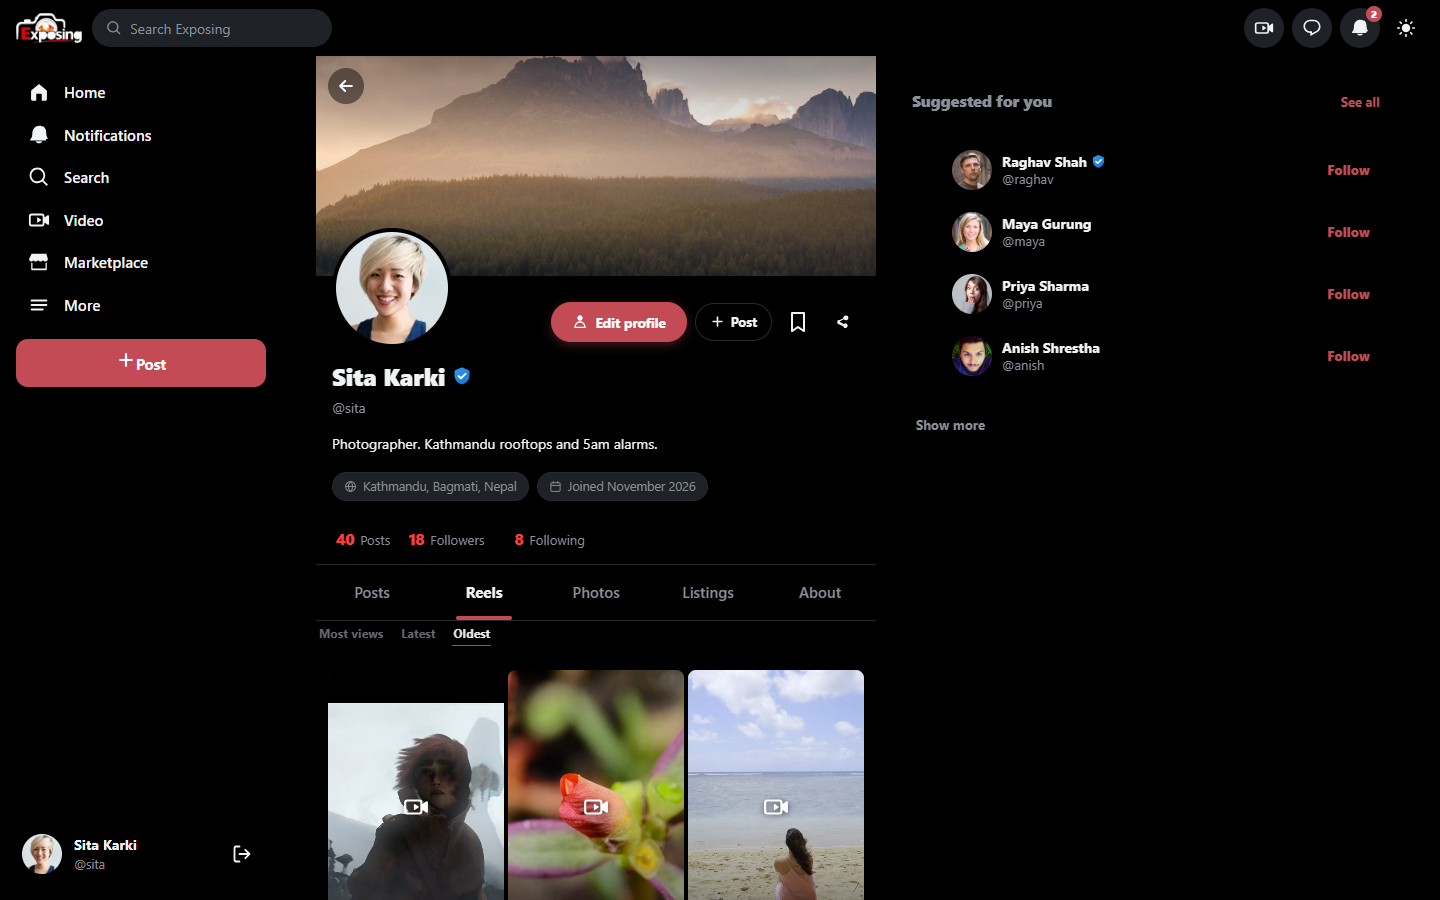 Exposing
Search Exposing
2
Home
Notifications
Search
Video
Marketplace
More
Post
Sita Karki
@sita
Edit profile
Post
Sita Karki
@sita
Photographer. Kathmandu rooftops and 5am alarms.
Kathmandu, Bagmati, Nepal
Joined November 2026
40 Posts 18 Followers 8 Following
Posts Reels Photos Listings About
Most views Latest Oldest
Suggested for you See all
Raghav Shah
@raghav
Follow
Maya Gurung
@maya
Follow
Priya Sharma
@priya
Follow
Anish Shrestha
@anish
Follow
Show more